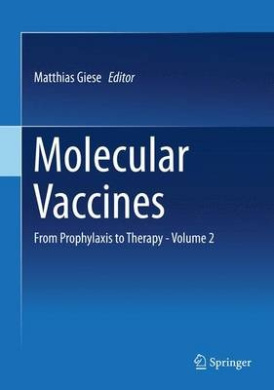 Matthias Giese Editor
Molecular
Vaccines
From Prophylaxis to Therapy - Volume 2
Springer